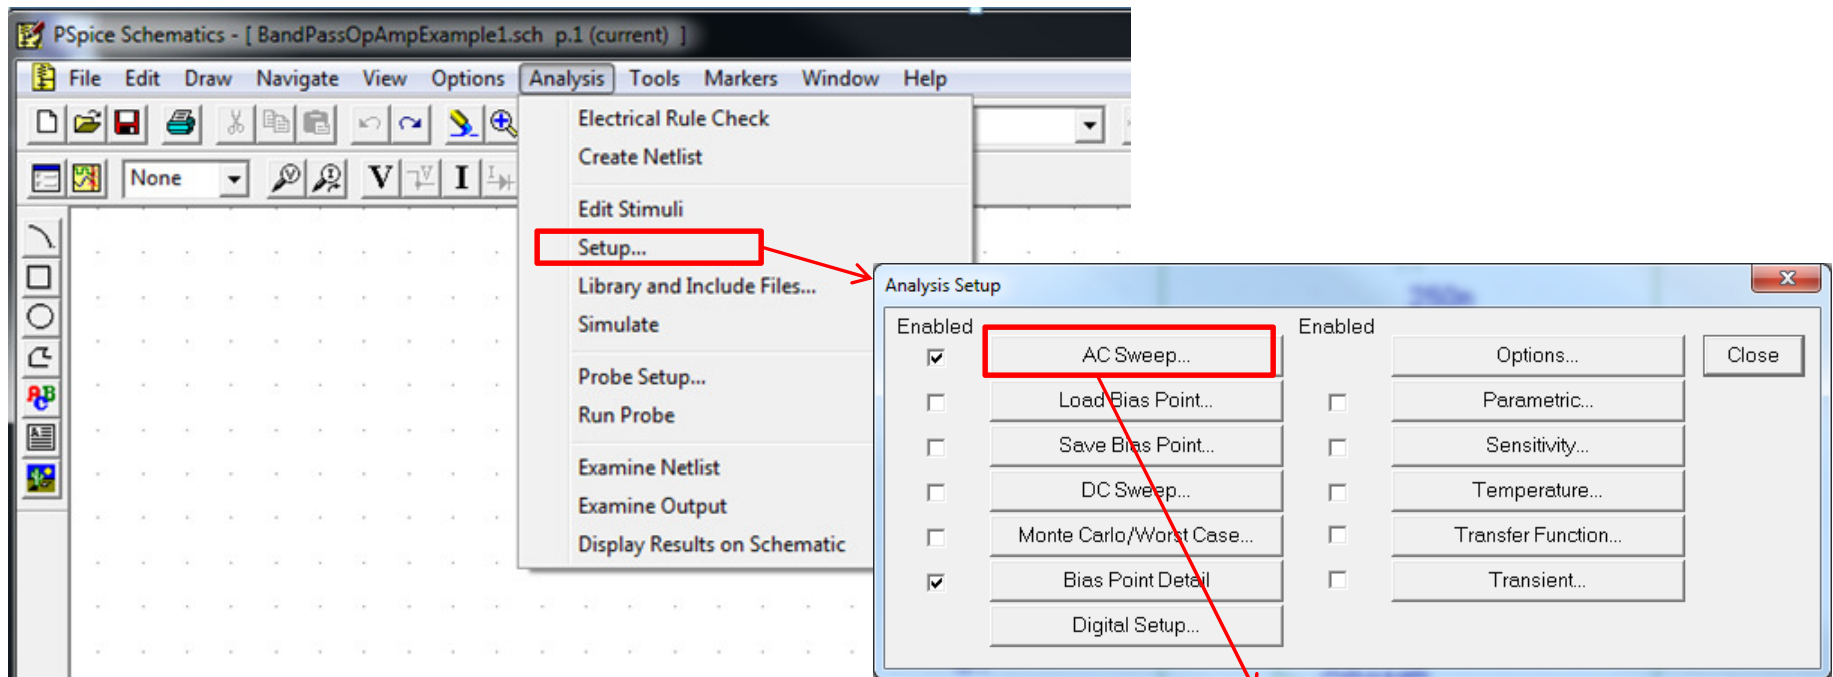 PSpice Schematics - [ BandPassOpAmpExample1.sch p.1 (current) ]
File Edit Draw Navigate View Options Analysis Tools Markers Window Help
None
V V I I
ABC
A
Electrical Rule Check
Create Netlist
Edit Stimuli
Setup...
Library and Include Files...
Simulate
Probe Setup...
Run Probe
Examine Netlist
Examine Output
Display Results on Schematic
Analysis Setup
Enabled Enabled
AC Sweep... Options... Close
Load Bias Point... Parametric...
Save Bias Point... Sensitivity...
DC Sweep... Temperature...
Monte Carlo/Worst Case... Transfer Function...
Bias Point Detail Transient...
Digital Setup...